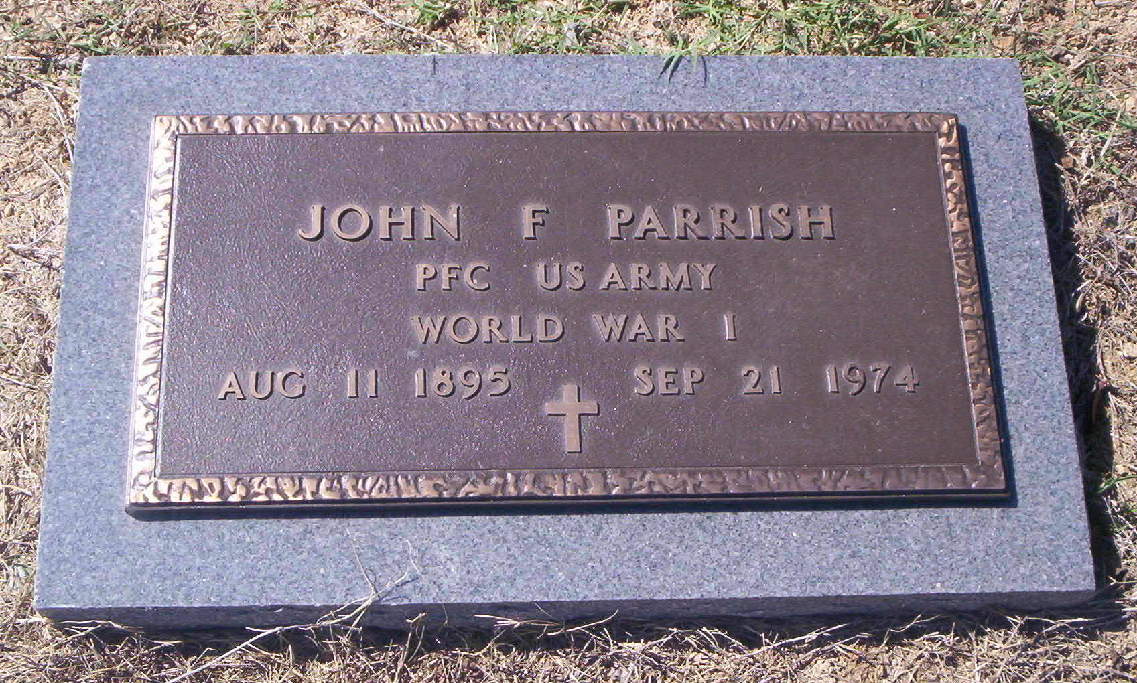 JOHN F PARRISH
PFC US ARMY
WORLD WAR I
AUG 11 1895 SEP 21 1974